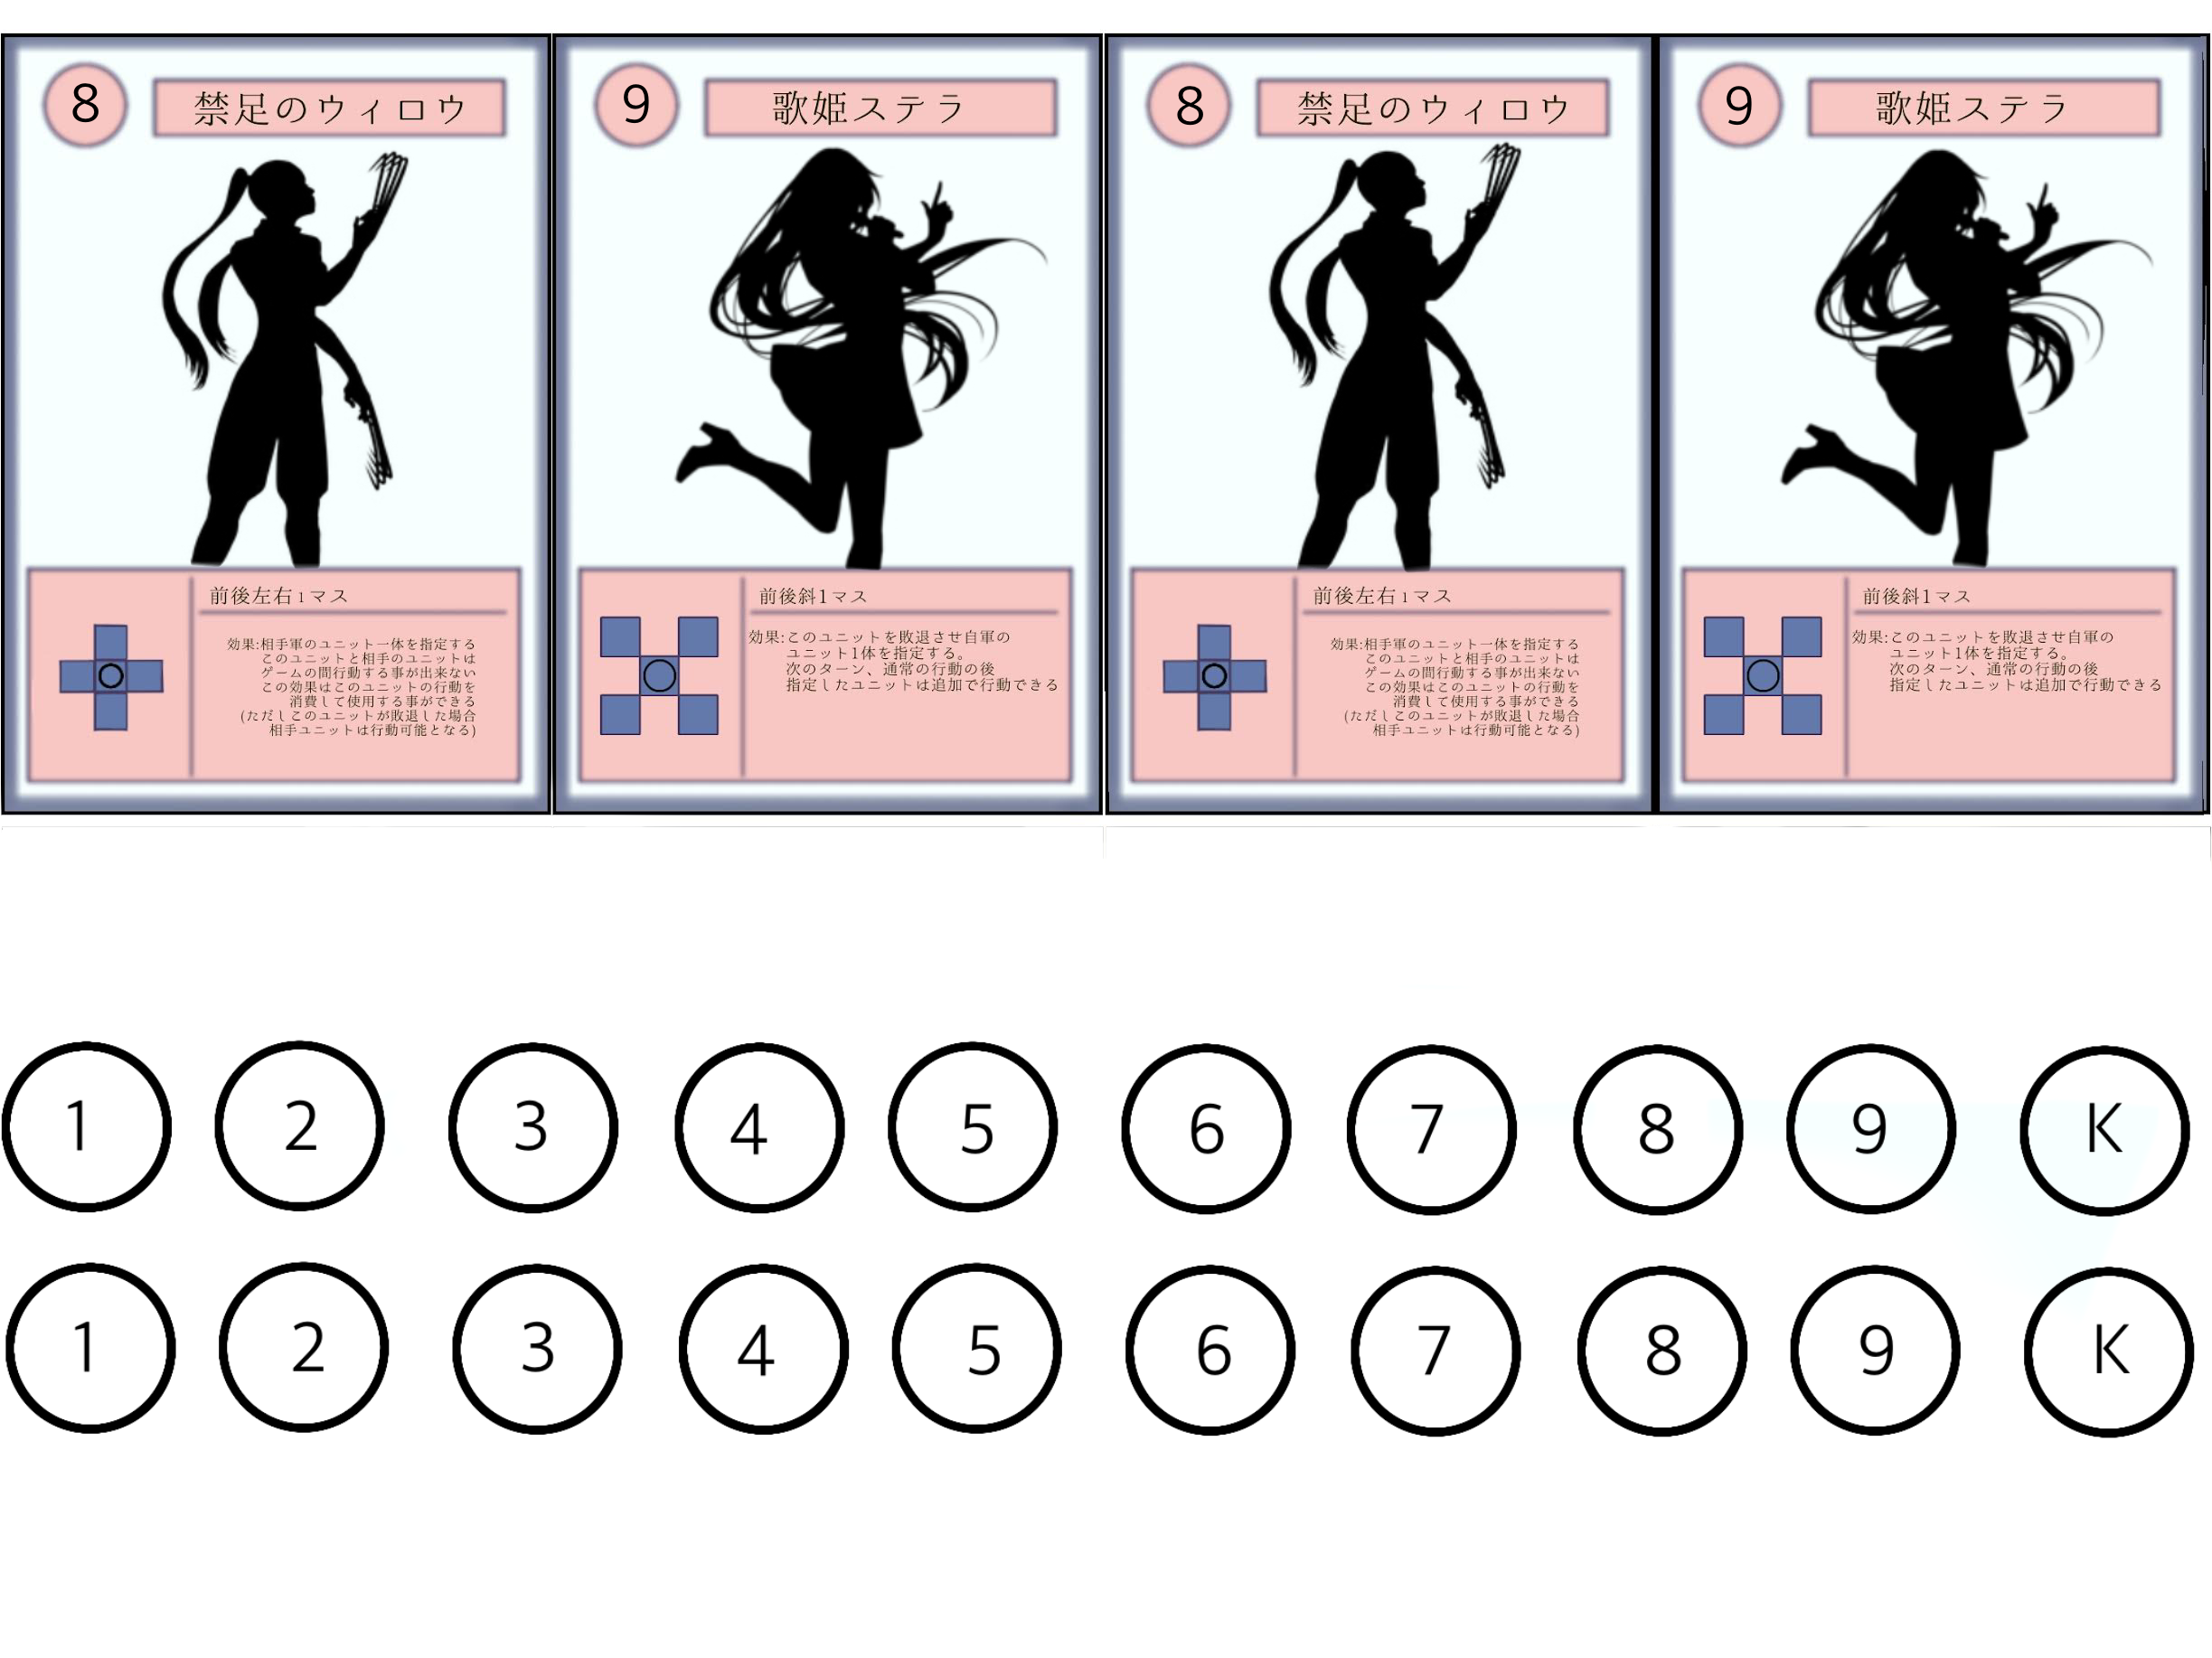 8
禁足のウィロウ
前後左右1マス
効果:相手軍のユニット一体を指定する
このユニットと相手のユニットは
ゲームの間行動する事が出来ない
この効果はこのユニットの行動を
消費して使用する事ができる
(ただしこのユニットが敗退した場合
相手ユニットは行動可能となる)
9
歌姫ステラ
前後斜1マス
効果:このユニットを敗退させ自軍の
ユニット1体を指定する。
次のターン、通常の行動の後
指定したユニットは追加で行動できる
8
禁足のウィロウ
前後左右1マス
効果:相手軍のユニット一体を指定する
このユニットと相手のユニットは
ゲームの間行動する事が出来ない
この効果はこのユニットの行動を
消費して使用する事ができる
(ただしこのユニットが敗退した場合
相手ユニットは行動可能となる)
9
歌姫ステラ
前後斜1マス
効果:このユニットを敗退させ自軍の
ユニット1体を指定する。
次のターン、通常の行動の後
指定したユニットは追加で行動できる
1 2 3 4 5 6 7 8 9 K
1 2 3 4 5 6 7 8 9 K